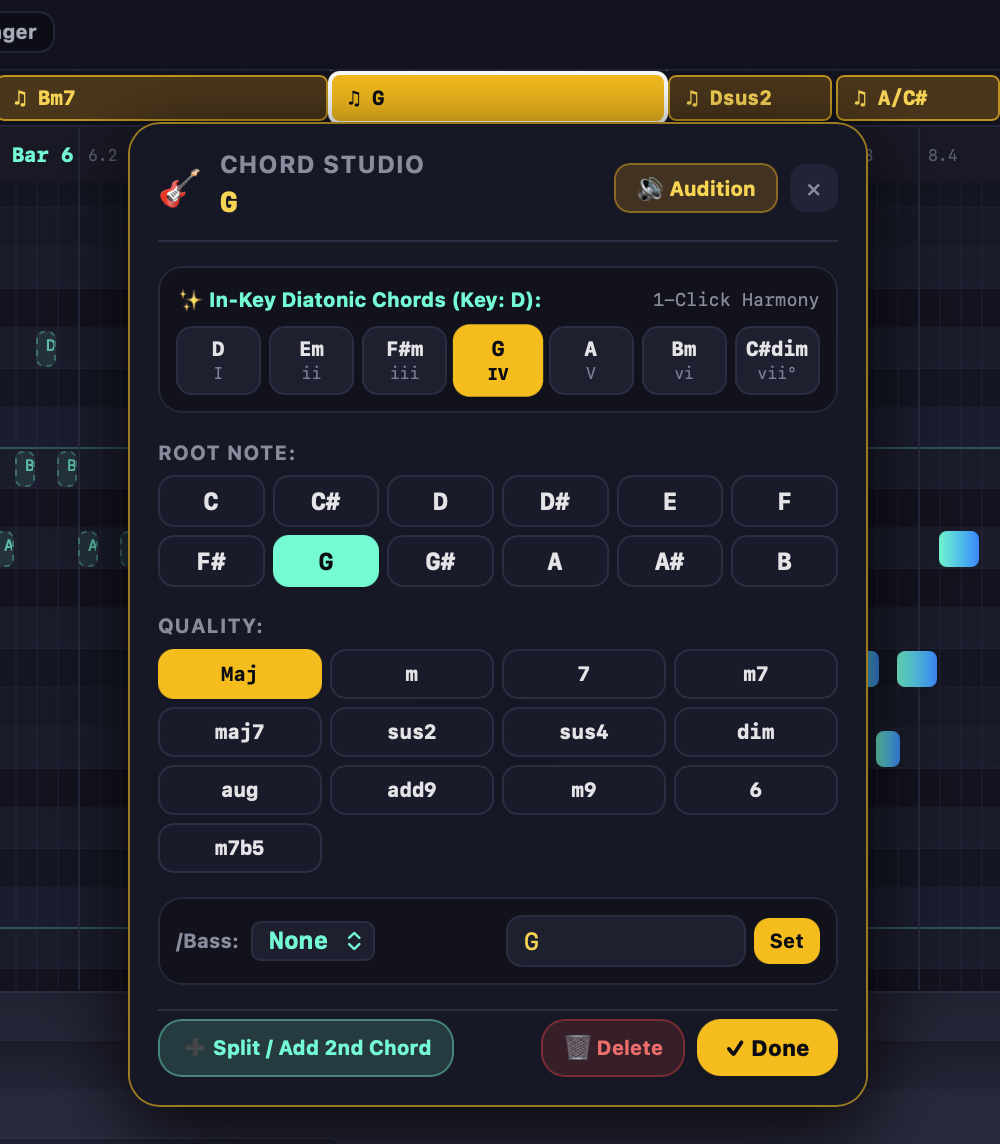 ager
♫ Bm7 ♫ G ♫ Dsus2 ♫ A/C#
Bar 6 6.2 8.4
CHORD STUDIO
G
Audition ×
In-Key Diatonic Chords (Key: D): 1-Click Harmony
D Em F#m G A Bm C#dim
I ii iii IV V vi vii°
D
ROOT NOTE:
B B
C C# D D# E F
A A
F# G G# A A# B
QUALITY:
Maj m 7 m7
maj7 sus2 sus4 dim
aug add9 m9 6
m7b5
/Bass: None G Set
Split / Add 2nd Chord Delete ✓ Done